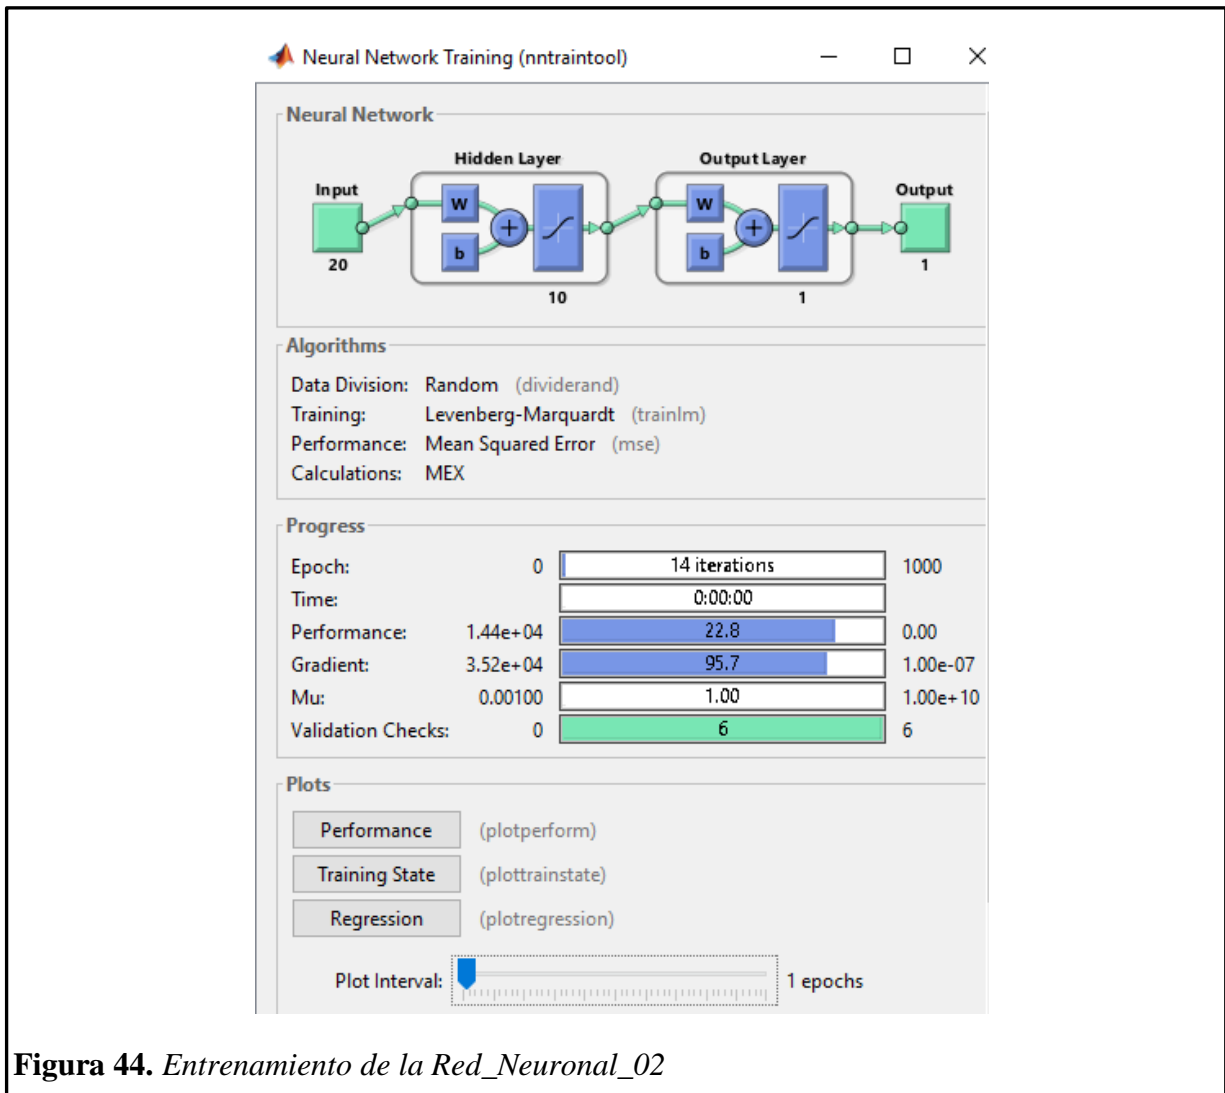 Neural Network Training (nntraintool)
Neural Network
Hidden Layer
Output Layer
Input
Output
W
b
+
W
b
+
20
10
1
1
Algorithms
Data Division: Random (dividerand)
Training: Levenberg-Marquardt (trainlm)
Performance: Mean Squared Error (mse)
Calculations: MEX
Progress
Epoch: 0 14 iterations 1000
Time: 0:00:00
Performance: 1.44e+04 22.8 0.00
Gradient: 3.52e+04 95.7 1.00e-07
Mu: 0.00100 1.00 1.00e+10
Validation Checks: 0 6 6
Plots
Performance (plotperform)
Training State (plottrainstate)
Regression (plotregression)
Plot Interval: 1 epochs
Figura 44. Entrenamiento de la Red_Neuronal_02